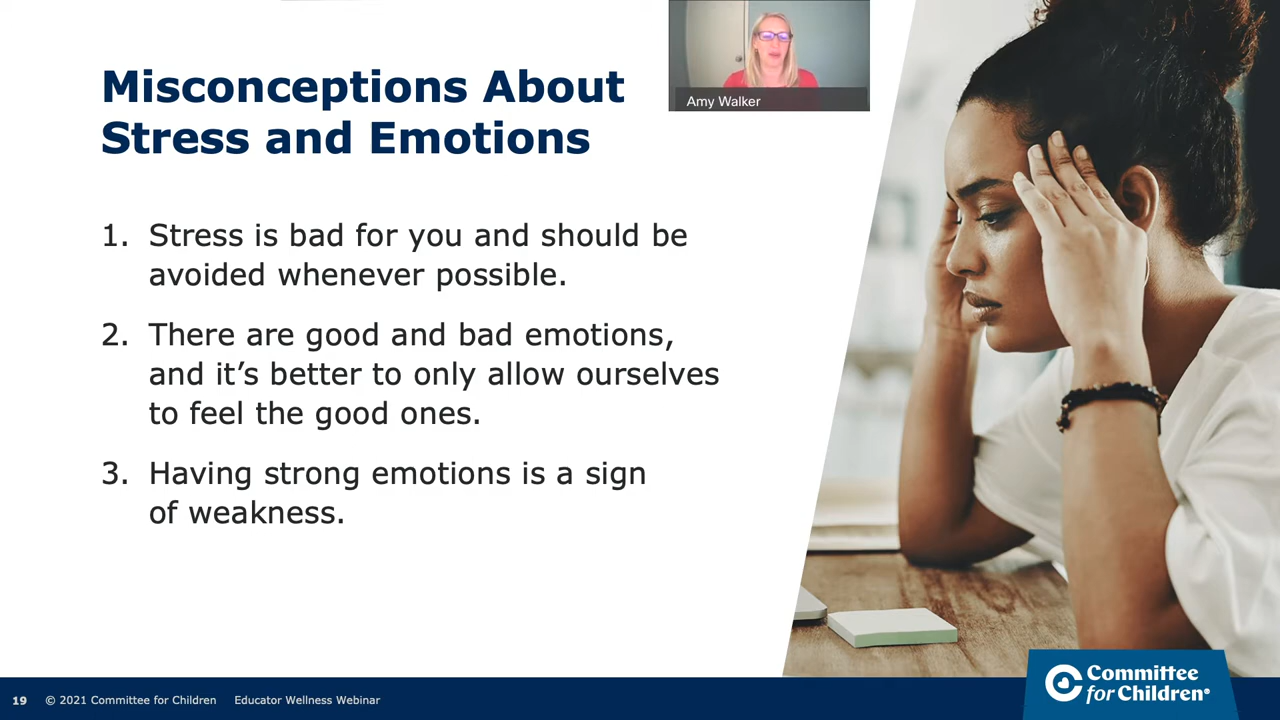 Misconceptions About
Stress and Emotions
Amy Walker
1. Stress is bad for you and should be
avoided whenever possible.
2. There are good and bad emotions,
and it’s better to only allow ourselves
to feel the good ones.
3. Having strong emotions is a sign
of weakness.
19 © 2021 Committee for Children Educator Wellness Webinar
Committee
for Children®